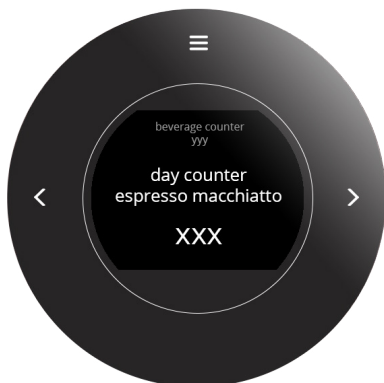 beverage counter
yyy
day counter
espresso macchiatto
xxx